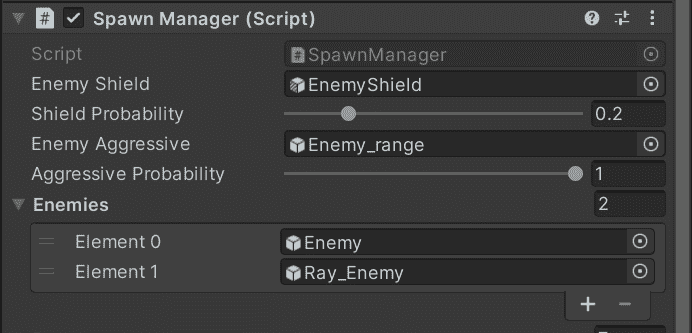 Spawn Manager (Script)
Script SpawnManager
Enemy Shield EnemyShield
Shield Probability 0.2
Enemy Aggressive Enemy_range
Aggressive Probability 1
Enemies 2
Element 0 Enemy
Element 1 Ray_Enemy